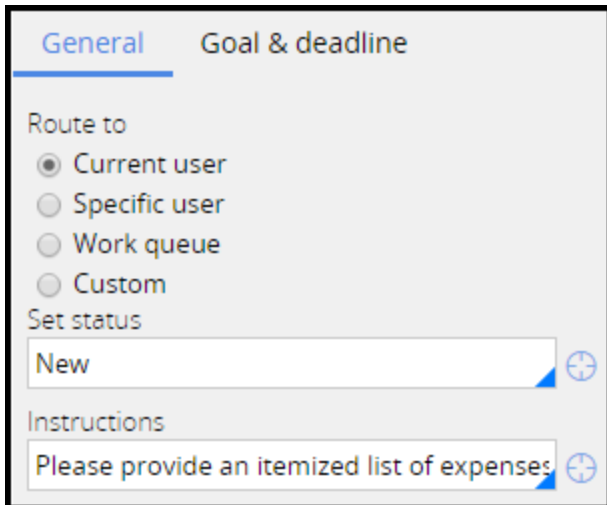 General Goal & deadline
Route to
Current user
Specific user
Work queue
Custom
Set status
New
Instructions
Please provide an itemized list of expenses